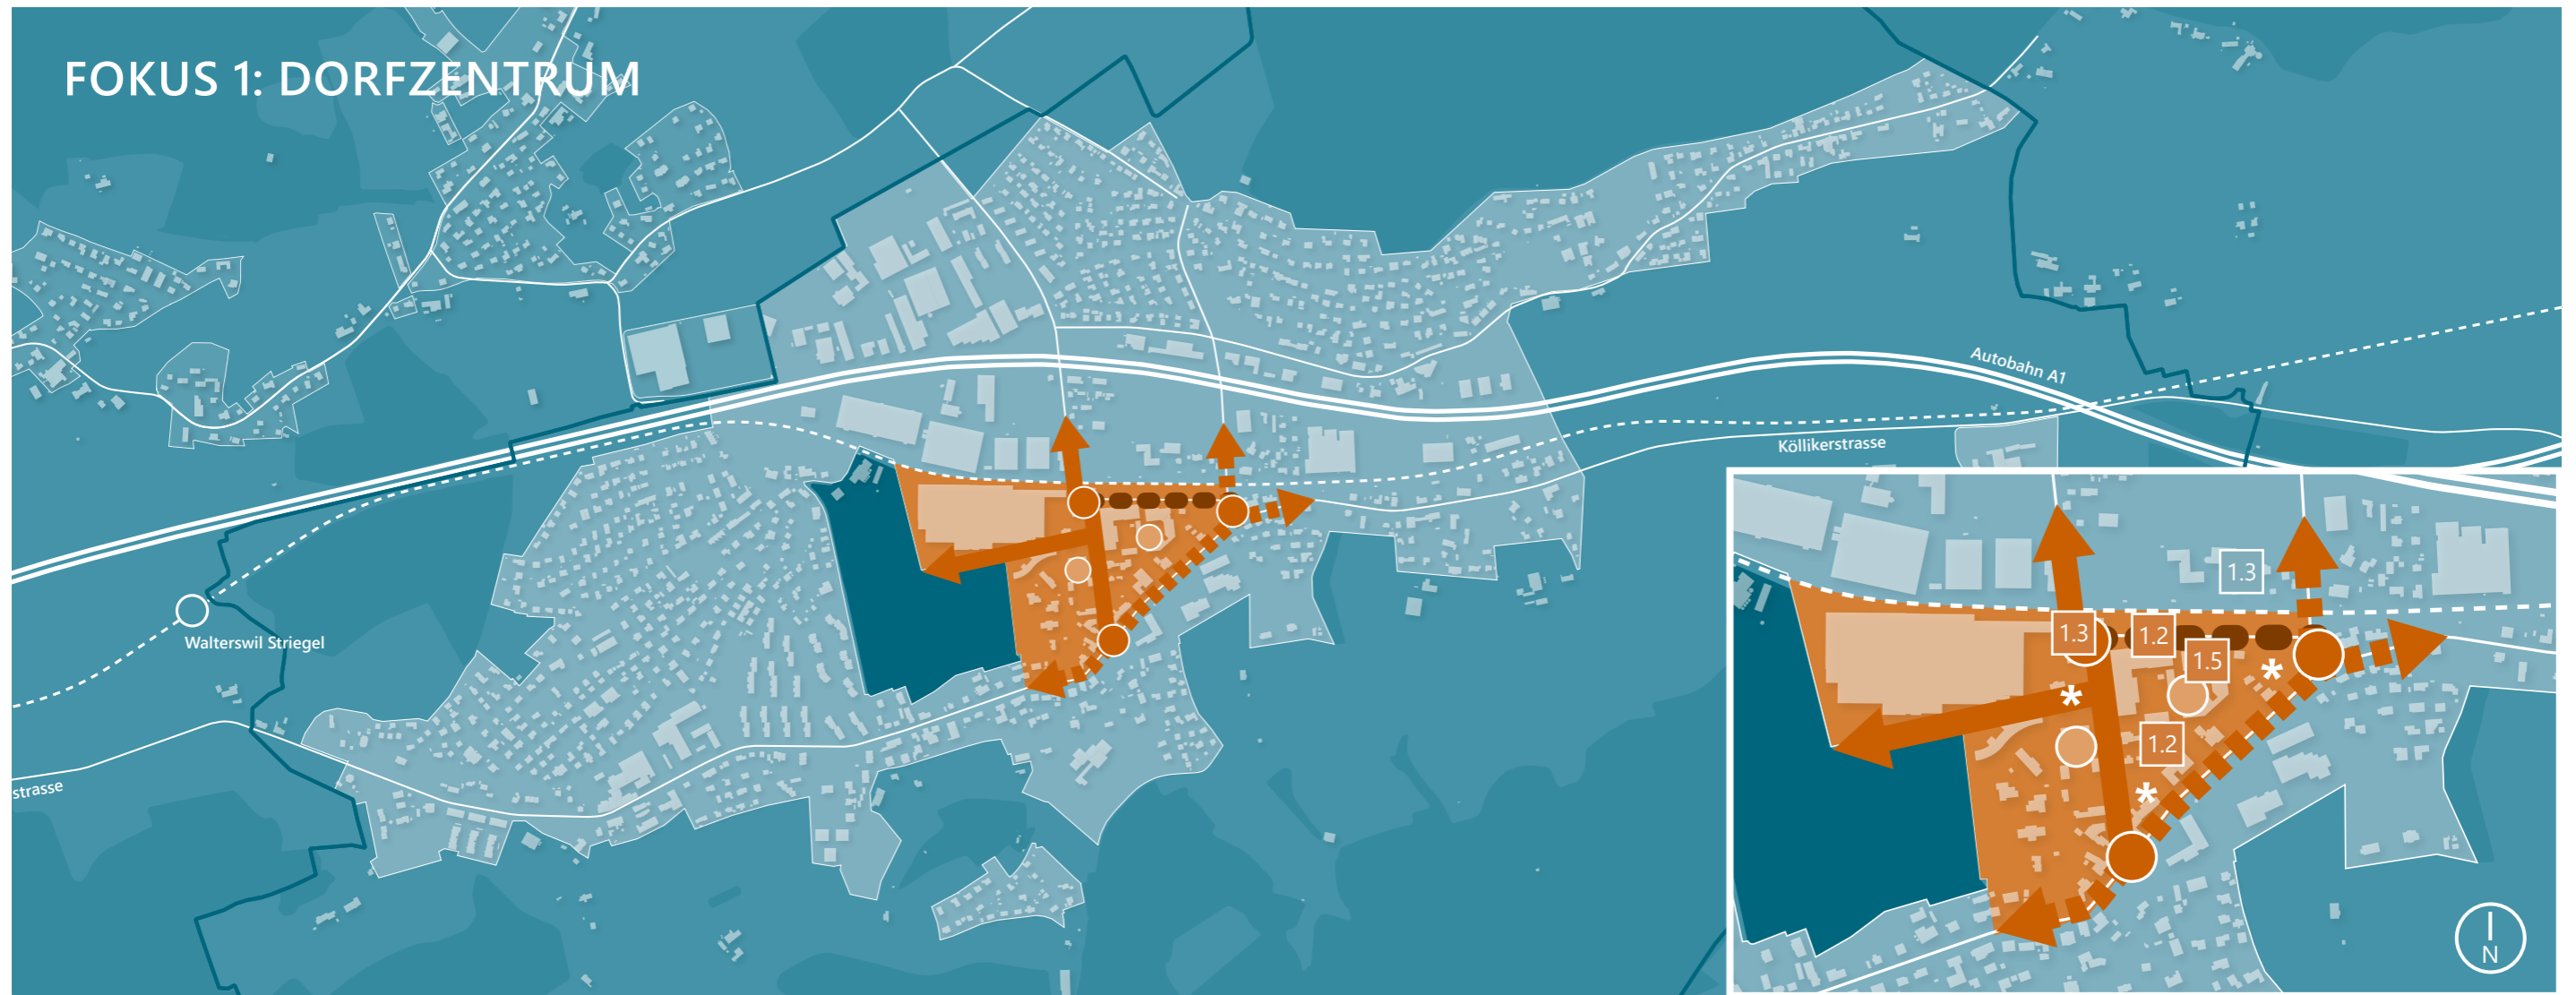 FOKUS 1: DORFZENTRUM
Autobahn A1
Köllikerstrasse
Walterswil Striegel
strasse
1.3
1.3
1.2
1.5
*
*
1.2
*
N